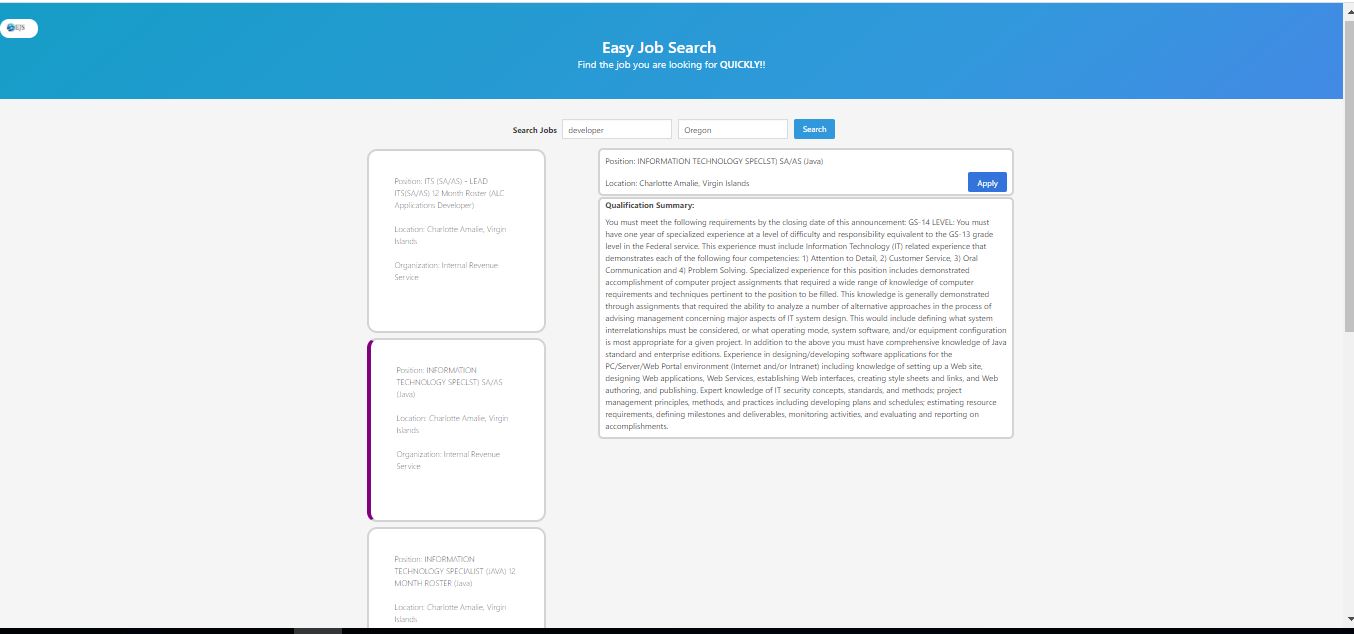 EJS
Easy Job Search
Find the job you are looking for QUICKLY!!
Search Jobs developer Oregon Search
Position: ITS (SA/AS) - LEAD
ITS(SA/AS) 12 Month Roster (ALC
Applications Developer)
Location: Charlotte Amalie, Virgin
Islands
Organization: Internal Revenue
Service
Position: INFORMATION
TECHNOLOGY SPECLST) SA/AS
(Java)
Location: Charlotte Amalie, Virgin
Islands
Organization: Internal Revenue
Service
Position: INFORMATION
TECHNOLOGY SPECIALIST (JAVA) 12
MONTH ROSTER (Java)
Location: Charlotte Amalie, Virgin
Islands
Position: INFORMATION TECHNOLOGY SPECLST) SA/AS (Java)
Location: Charlotte Amalie, Virgin Islands
Apply
Qualification Summary:
You must meet the following requirements by the closing date of this announcement: GS-14 LEVEL: You must
have one year of specialized experience at a level of difficulty and responsibility equivalent to the GS-13 grade
level in the Federal service. This experience must include Information Technology (IT) related experience that
demonstrates each of the following four competencies: 1) Attention to Detail, 2) Customer Service, 3) Oral
Communication and 4) Problem Solving. Specialized experience for this position includes demonstrated
accomplishment of computer project assignments that required a wide range of knowledge of computer
requirements and techniques pertinent to the position to be filled. This knowledge is generally demonstrated
through assignments that required the ability to analyze a number of alternative approaches in the process of
advising management concerning major aspects of IT system design. This would include defining what system
interrelationships must be considered, or what operating mode, system software, and/or equipment configuration
is most appropriate for a given project. In addition to the above you must have comprehensive knowledge of Java
standard and enterprise editions. Experience in designing/developing software applications for the
PC/Server/Web Portal environment (Internet and/or Intranet) including knowledge of setting up a Web site,
designing Web applications, Web Services, establishing Web interfaces, creating style sheets and links, and Web
authoring, and publishing. Expert knowledge of IT security concepts, standards, and methods; project
management principles, methods, and practices including developing plans and schedules; estimating resource
requirements, defining milestones and deliverables, monitoring activities, and evaluating and reporting on
accomplishments.